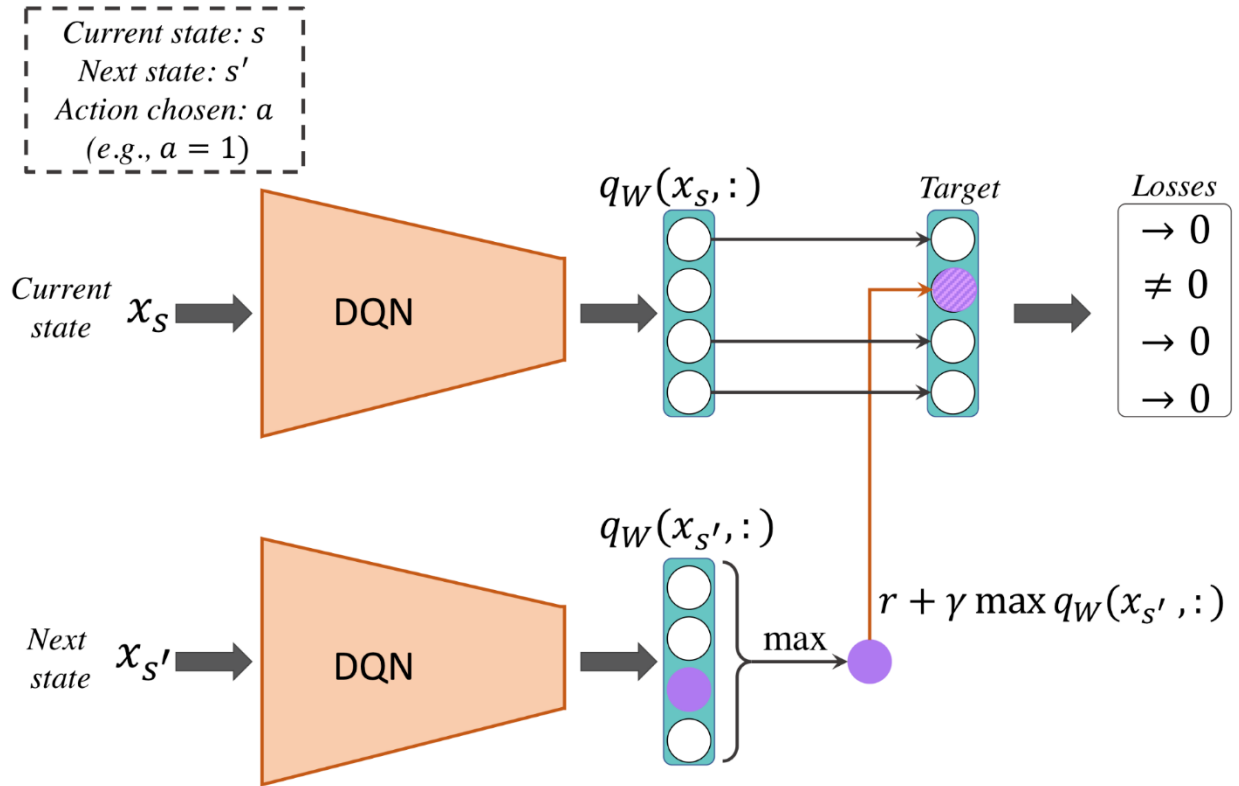 Current state: s
Next state: s′
Action chosen: a
(e.g., a = 1)
q_W(x_s, :)
Target
Losses
→ 0
≠ 0
→ 0
→ 0
Current
state
x_s
DQN
q_W(x_s′, :)
r + γ max q_W(x_s′ , :)
max
Next
state
x_s′
DQN